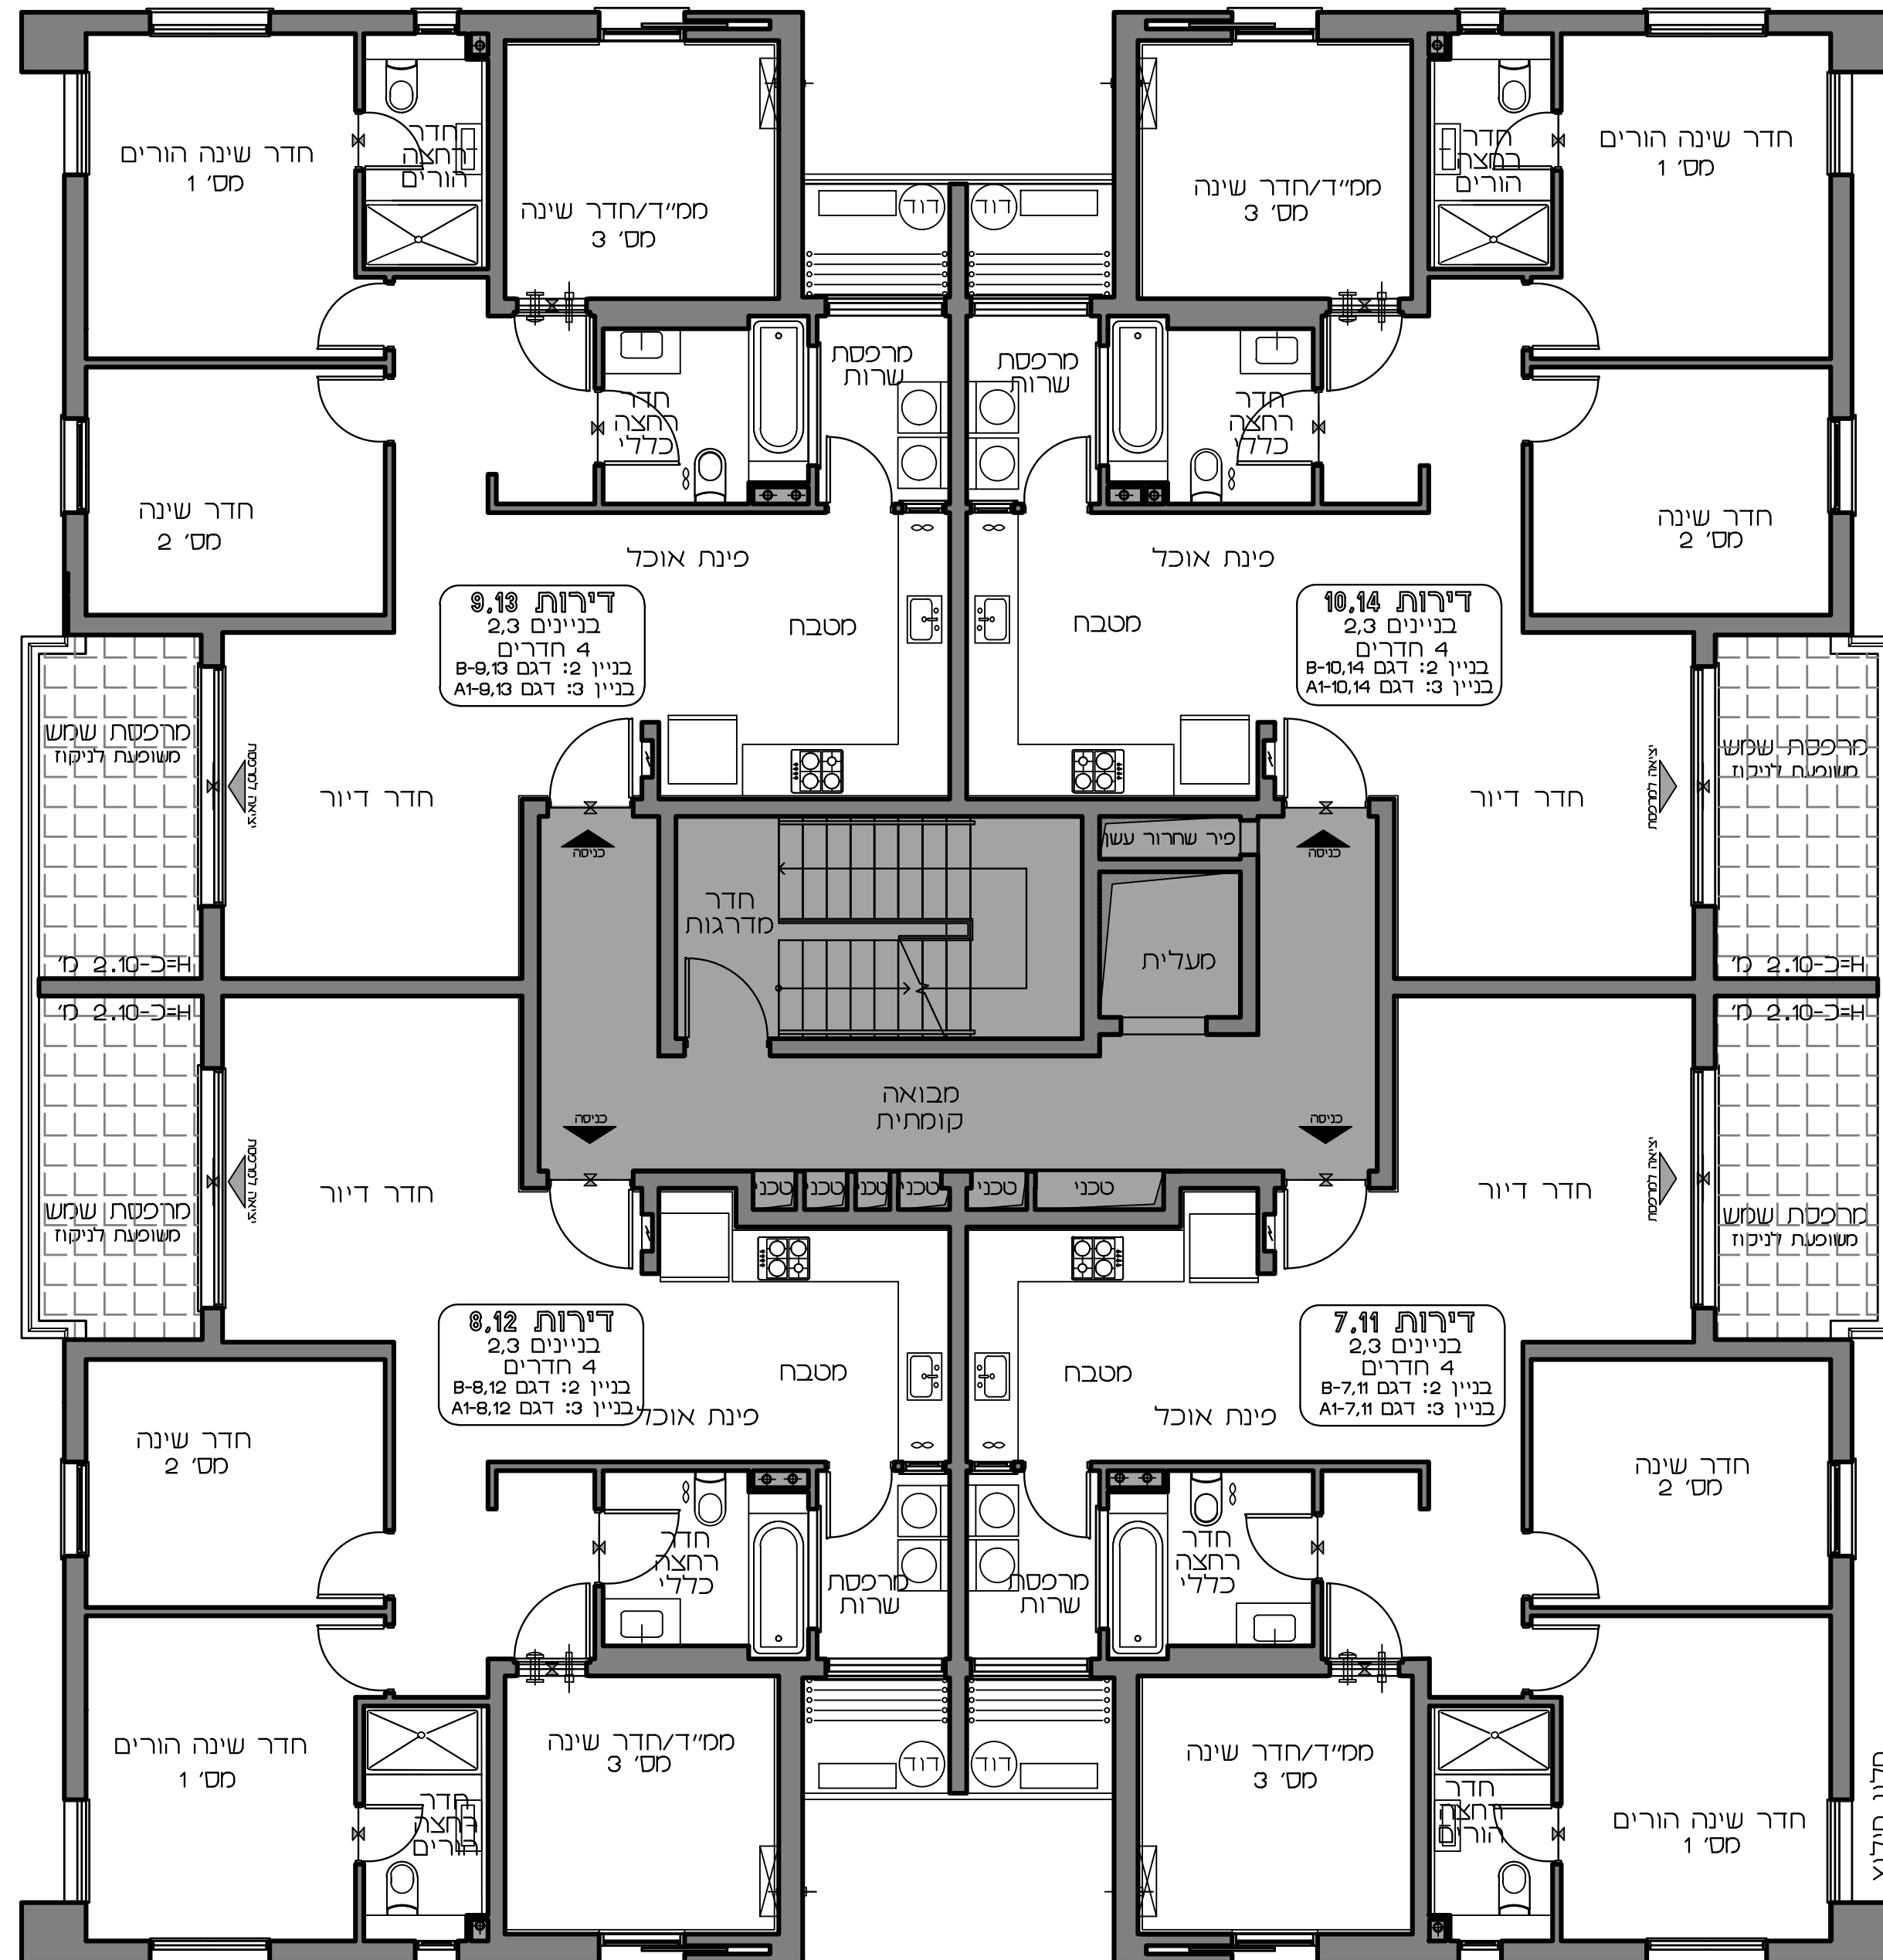 חדר שינה הורים
מס׳ 1
חדר
רחצה
הורים
ממ״ד/חדר שינה
מס׳ 3
דוד
דוד
ממ״ד/חדר שינה
מס׳ 3
חדר
רחצה
הורים
חדר שינה הורים
מס׳ 1
חדר שינה
מס׳ 2
חדר
רחצה
כללי
מרפסת
שרות
מרפסת
שרות
חדר
רחצה
כללי
חדר שינה
מס׳ 2
פינת אוכל
מטבח
דירות 9,13
בניינים 2,3
4 חדרים
בניין 2: דגם B-9,13
בניין 3: דגם A1-9,13
פינת אוכל
מטבח
דירות 10,14
בניינים 2,3
4 חדרים
בניין 2: דגם B-10,14
בניין 3: דגם A1-10,14
מרפסת שמש
משופעת לניקוז
יציאה למרפסת
חדר דיור
חדר דיור
יציאה למרפסת
מרפסת שמש
משופעת לניקוז
H=כ-2.10 מ׳
H=כ-2.10 מ׳
כניסה
כניסה
פיר שחרור עשן
חדר
מדרגות
מעלית
מבואה
קומתית
כניסה
כניסה
טכני
טכני
טכני
טכני
טכני
טכני
H=כ-2.10 מ׳
H=כ-2.10 מ׳
מרפסת שמש
משופעת לניקוז
יציאה למרפסת
חדר דיור
חדר דיור
יציאה למרפסת
מרפסת שמש
משופעת לניקוז
דירות 8,12
בניינים 2,3
4 חדרים
בניין 2: דגם B-8,12
בניין 3: דגם A1-8,12
מטבח
פינת אוכל
דירות 7,11
בניינים 2,3
4 חדרים
בניין 2: דגם B-7,11
בניין 3: דגם A1-7,11
מטבח
פינת אוכל
חדר שינה
מס׳ 2
חדר
רחצה
כללי
מרפסת
שרות
מרפסת
שרות
חדר
רחצה
כללי
חדר שינה
מס׳ 2
חדר שינה הורים
מס׳ 1
חדר
רחצה
הורים
ממ״ד/חדר שינה
מס׳ 3
דוד
דוד
ממ״ד/חדר שינה
מס׳ 3
חדר
רחצה
הורים
חדר שינה הורים
מס׳ 1